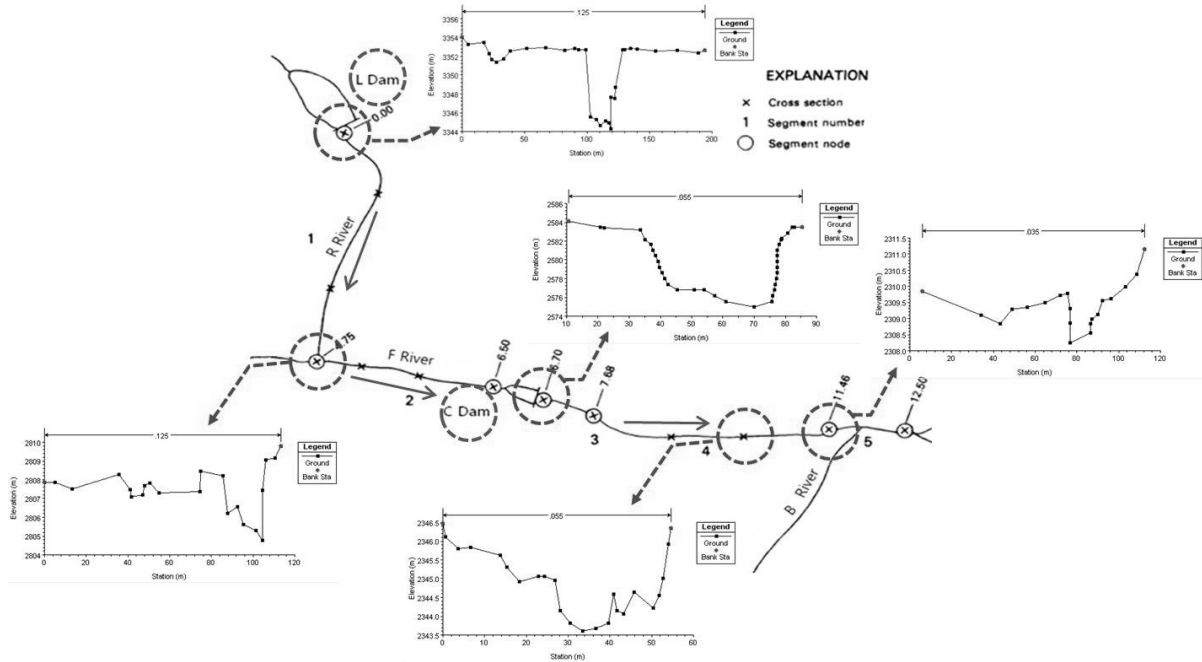 .125
3356
3354
3352
3350
3348
3346
3344
Elevation (m)
0
50
100
150
200
Station (m)
Legend
Ground
Bank Sta
EXPLANATION
Cross section
1 Segment number
Segment node
L Dam
0.00
R River
1
.055
2586
2584
2582
2580
2578
2576
2574
Elevation (m)
10
20
30
40
50
60
70
80
90
Station (m)
Legend
Ground
Bank Sta
.035
2311.5
2311.0
2310.5
2310.0
2309.5
2309.0
2308.5
2308.0
Elevation (m)
0
20
40
60
80
100
120
Station (m)
Legend
Ground
Bank Sta
4.75
F River
2
C Dam
6.50
6.70
7.68
3
4
11.46
5
12.50
B River
.125
2810
2809
2808
2807
2806
2805
2804
Elevation (m)
0
20
40
60
80
100
120
Station (m)
Legend
Ground
Bank Sta
.055
2346.5
2346.0
2345.5
2345.0
2344.5
2344.0
2343.5
Elevation (m)
0
10
20
30
40
50
60
Station (m)
Legend
Ground
Bank Sta